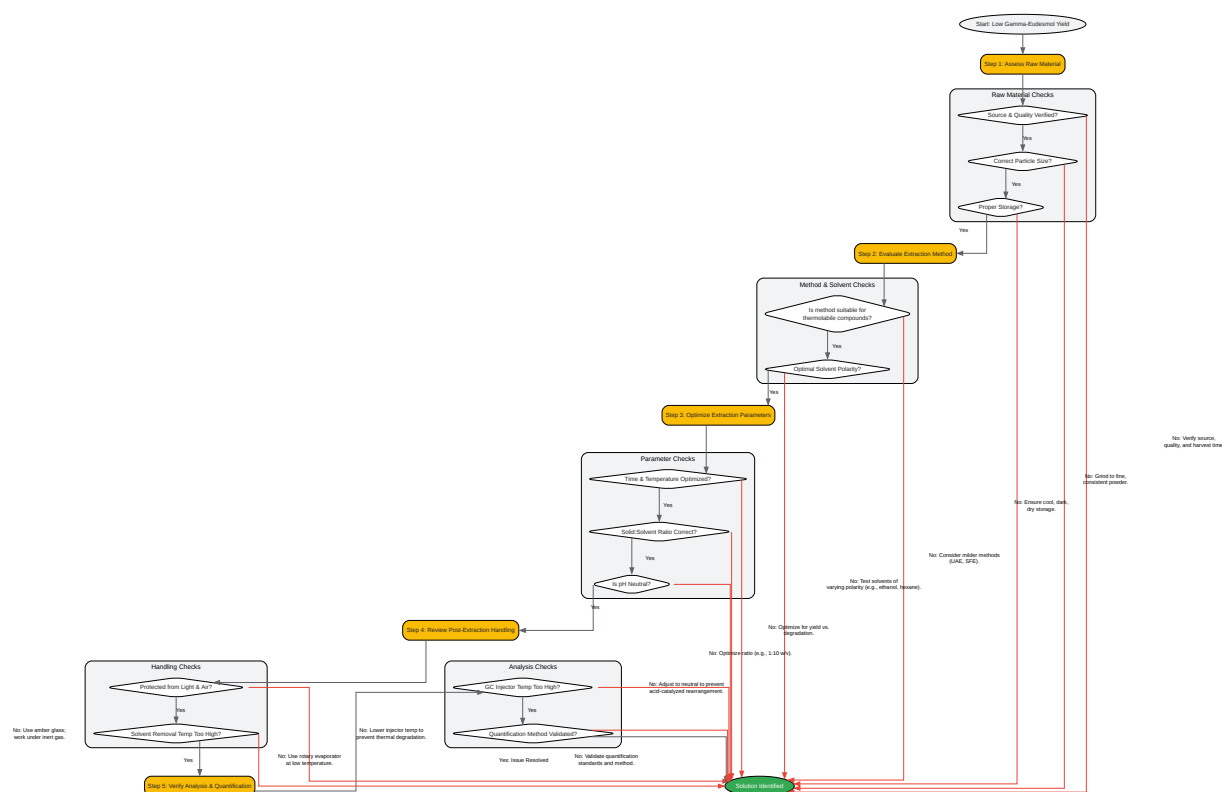 Start: Low Gamma-Eudesmol Yield
Step 1: Assess Raw Material
Raw Material Checks
Source & Quality Verified?
Yes
Correct Particle Size?
Yes
Proper Storage?
Yes
Step 2: Evaluate Extraction Method
Method & Solvent Checks
Is method suitable for
thermolabile compounds?
Yes
Optimal Solvent Polarity?
Yes
Step 3: Optimize Extraction Parameters
No: Verify source,
quality, and harvest time
Parameter Checks
Time & Temperature Optimized?
No: Grind to fine,
consistent powder.
Yes
No: Ensure cool, dark,
dry storage.
Solid:Solvent Ratio Correct?
Yes
No: Consider milder methods
(UAE, SFE).
Is pH Neutral?
No: Test solvents of
varying polarity (e.g., ethanol, hexane).
Yes
Step 4: Review Post-Extraction Handling
No: Optimize for yield vs.
degradation.
No: Optimize ratio (e.g., 1:10 w/v).
Handling Checks
Analysis Checks
Protected from Light & Air?
GC Injector Temp Too High?
No: Adjust to neutral to prevent
acid-catalyzed rearrangement.
Yes
Yes
No: Use amber glass;
work under inert gas.
Solvent Removal Temp Too High?
No: Lower injector temp to
prevent thermal degradation.
Quantification Method Validated?
Yes
No: Use rotary evaporator
at low temperature.
Yes: Issue Resolved
No: Validate quantification
standards and method.
Step 5: Verify Analysis & Quantification
Solution Identified